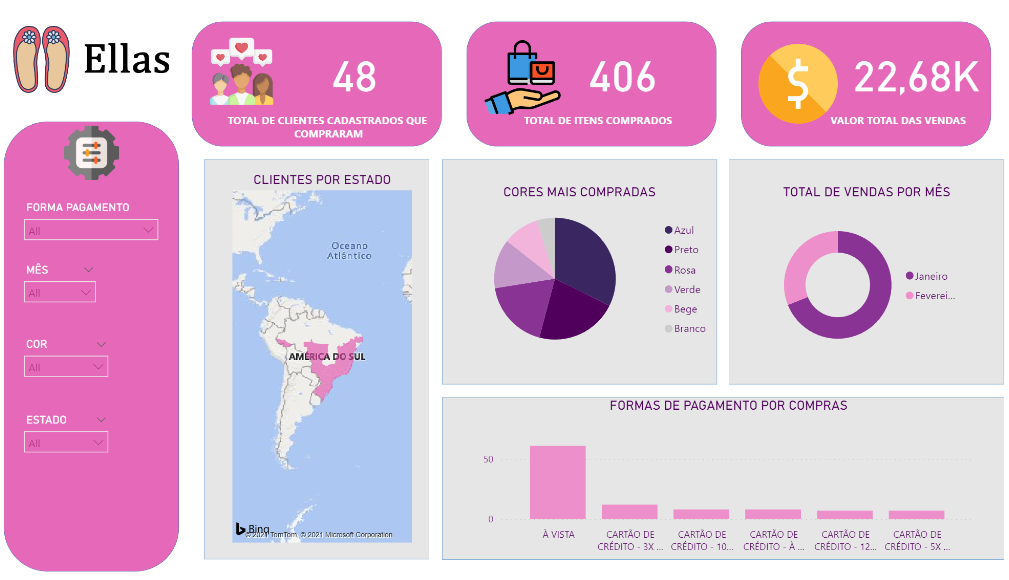 Ellas
48
TOTAL DE CLIENTES CADASTRADOS QUE
COMPRARAM
406
TOTAL DE ITENS COMPRADOS
$
22,68K
VALOR TOTAL DAS VENDAS
FORMA PAGAMENTO
All
MÊS
All
COR
All
ESTADO
All
CLIENTES POR ESTADO
Oceano
Atlântico
AMÉRICA DO SUL
Bing
© 2021 TomTom, © 2021 Microsoft Corporation
CORES MAIS COMPRADAS
Azul
Preto
Rosa
Verde
Bege
Branco
TOTAL DE VENDAS POR MÊS
Janeiro
Feverei...
FORMAS DE PAGAMENTO POR COMPRAS
50
0
À VISTA
CARTÃO DE
CRÉDITO - 3X ...
CARTÃO DE
CRÉDITO - 10...
CARTÃO DE
CRÉDITO - À ...
CARTÃO DE
CRÉDITO - 12...
CARTÃO DE
CRÉDITO - 5X ...